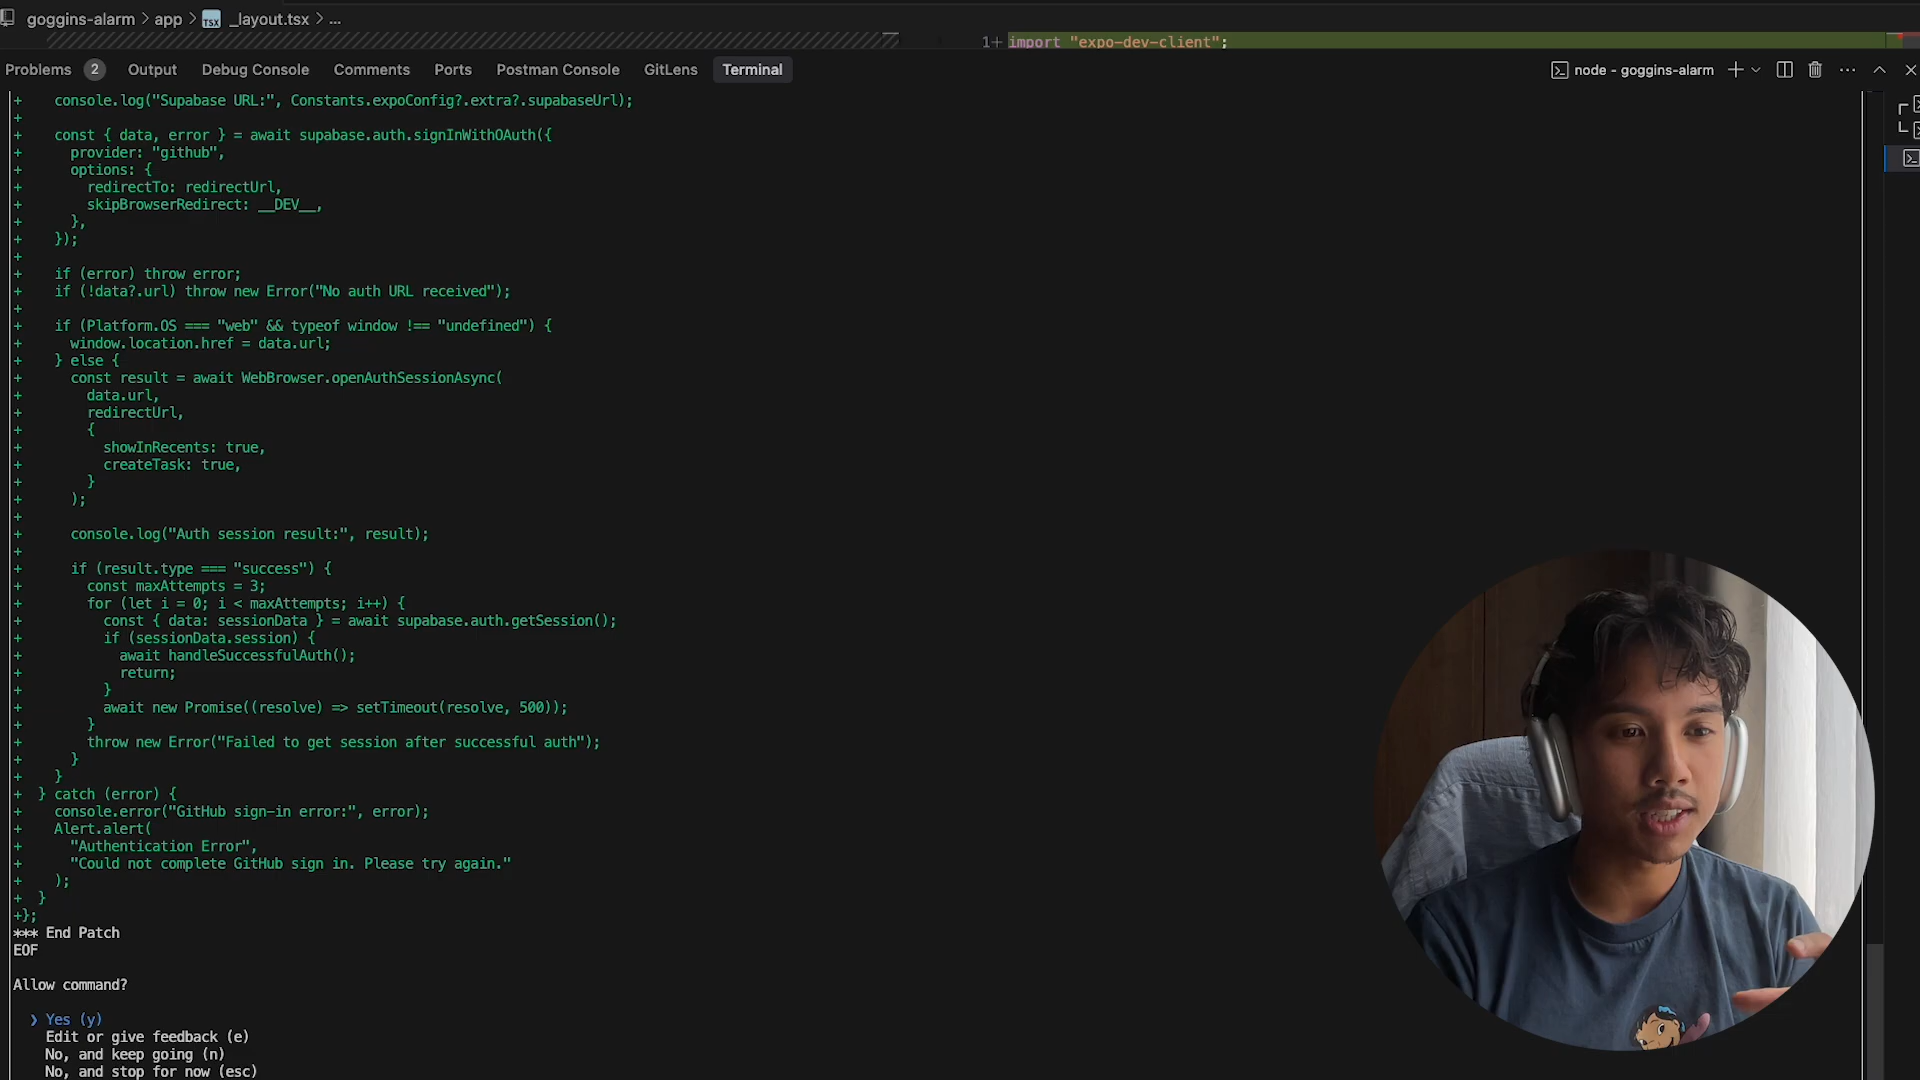 goggins-alarm > app > TSX _layout.tsx > ...
1+ import "expo-dev-client";
Problems 2 Output Debug Console Comments Ports Postman Console GitLens Terminal
node - goggins-alarm
+ console.log("Supabase URL:", Constants.expoConfig?.extra?.supabaseUrl);
+
+ const { data, error } = await supabase.auth.signInWithOAuth({
+ provider: "github",
+ options: {
+ redirectTo: redirectUrl,
+ skipBrowserRedirect: __DEV__,
+ },
+ });
+
+ if (error) throw error;
+ if (!data?.url) throw new Error("No auth URL received");
+
+ if (Platform.OS === "web" && typeof window !== "undefined") {
+ window.location.href = data.url;
+ } else {
+ const result = await WebBrowser.openAuthSessionAsync(
+ data.url,
+ redirectUrl,
+ {
+ showInRecents: true,
+ createTask: true,
+ }
+ );
+
+ console.log("Auth session result:", result);
+
+ if (result.type === "success") {
+ const maxAttempts = 3;
+ for (let i = 0; i < maxAttempts; i++) {
+ const { data: sessionData } = await supabase.auth.getSession();
+ if (sessionData.session) {
+ await handleSuccessfulAuth();
+ return;
+ }
+ await new Promise((resolve) => setTimeout(resolve, 500));
+ }
+ throw new Error("Failed to get session after successful auth");
+ }
+ }
+ } catch (error) {
+ console.error("GitHub sign-in error:", error);
+ Alert.alert(
+ "Authentication Error",
+ "Could not complete GitHub sign in. Please try again."
+ );
+ }
+};
*** End Patch
EOF
Allow command?
❯ Yes (y)
Edit or give feedback (e)
No, and keep going (n)
No, and stop for now (esc)